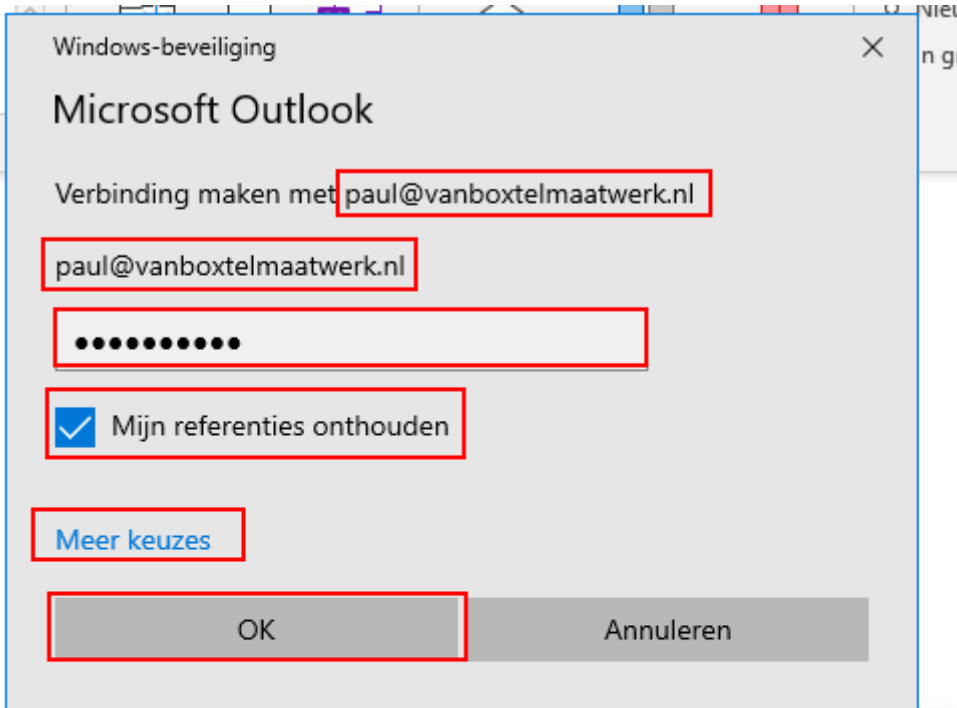 Windows-beveiliging
Microsoft Outlook
Verbinding maken met paul@vanboxtelmaatwerk.nl
paul@vanboxtelmaatwerk.nl
●●●●●●●●●●
Mijn referenties onthouden
Meer keuzes
OK
Annuleren